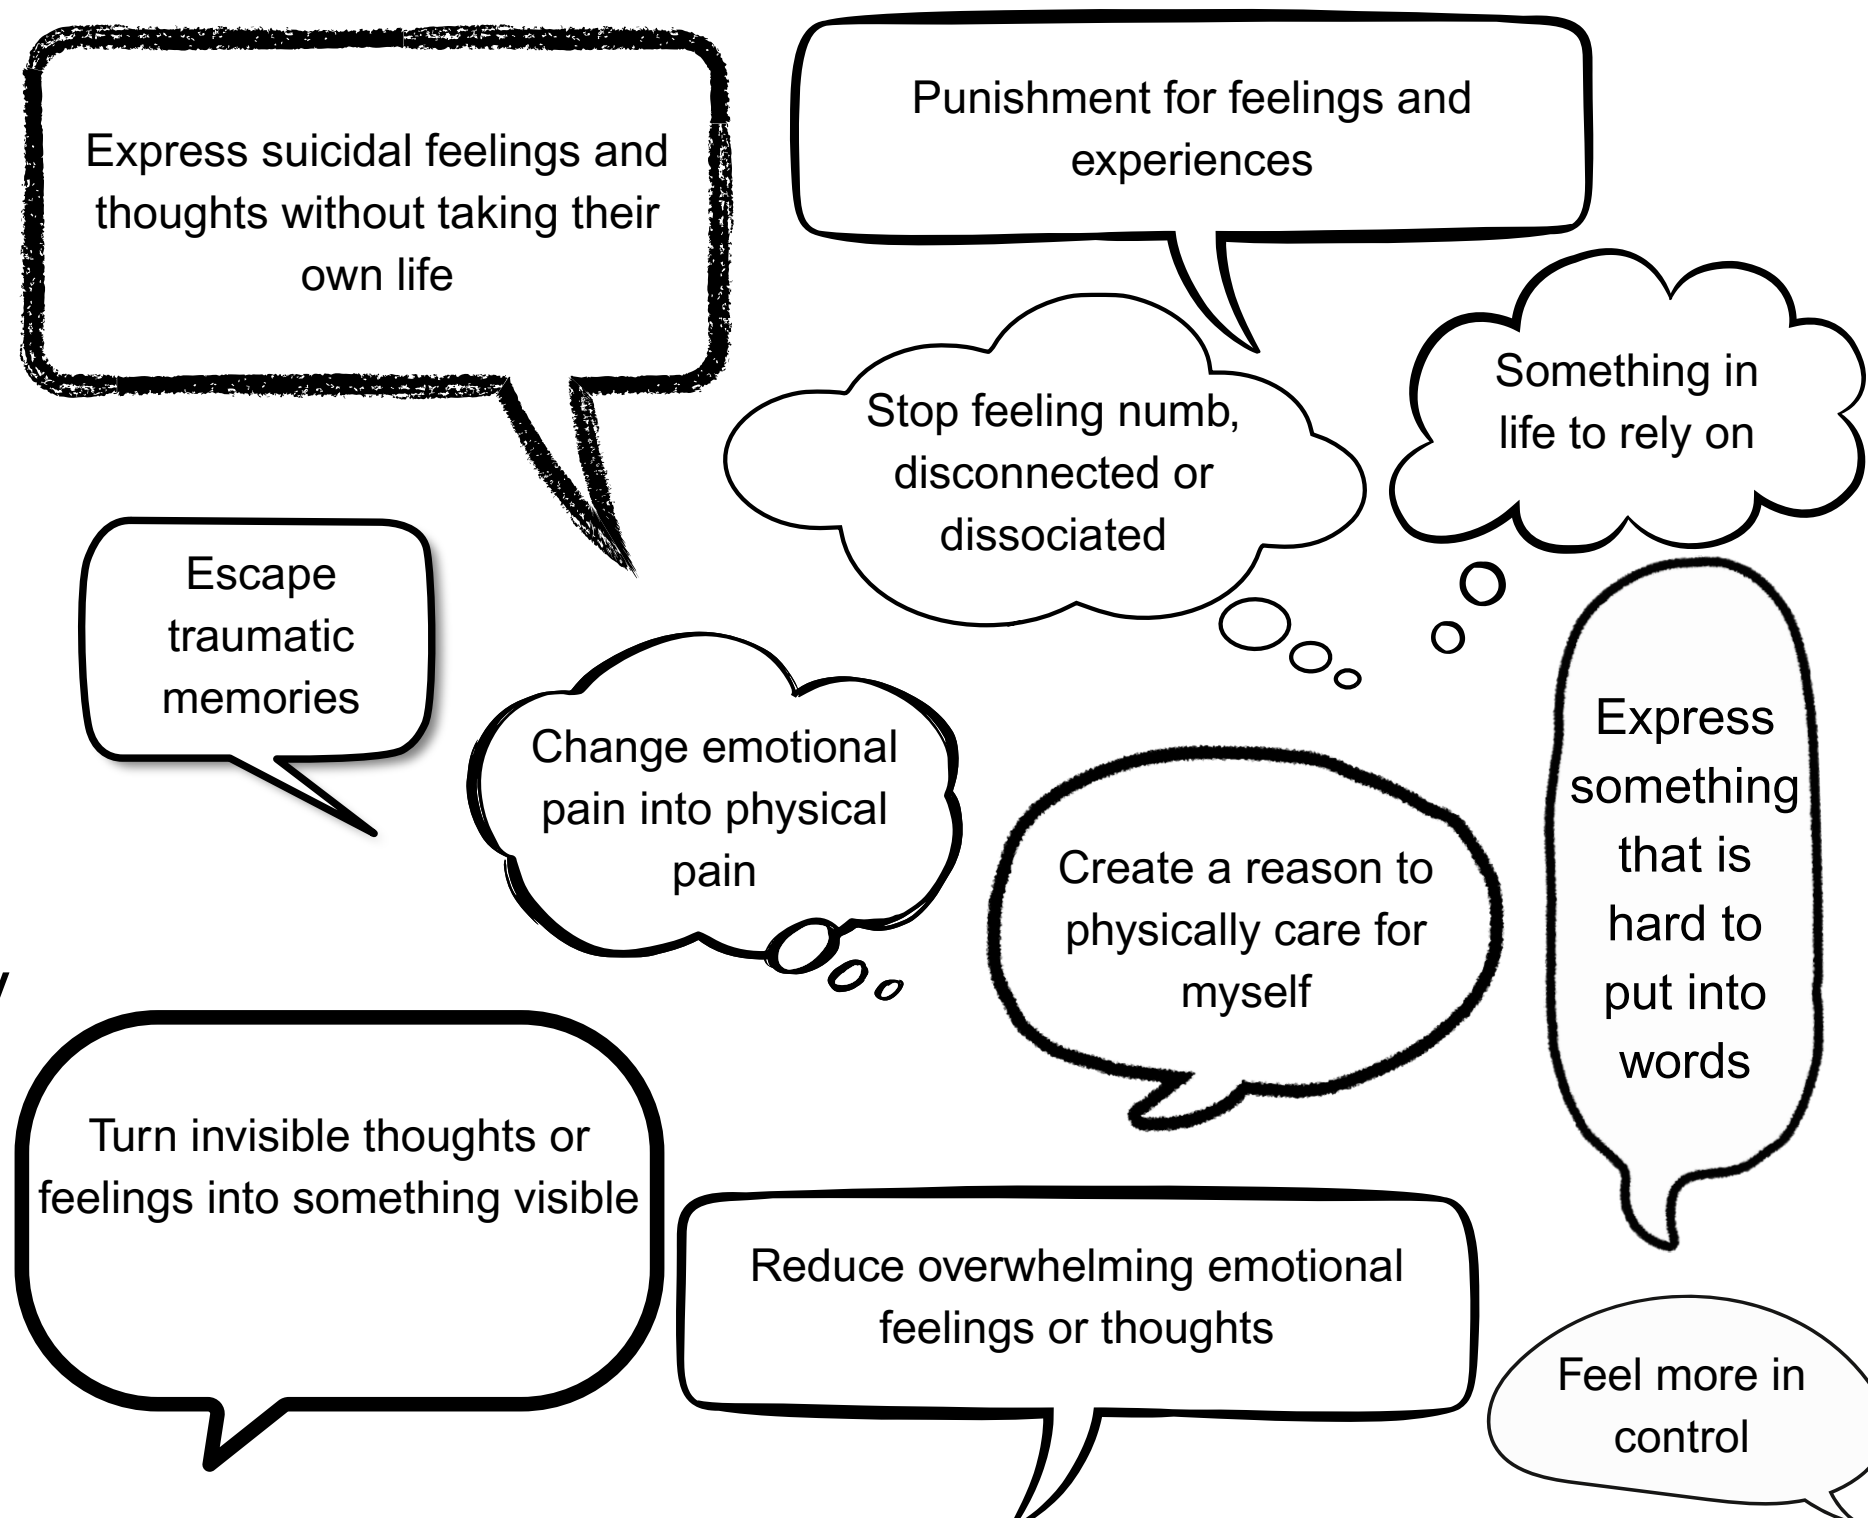 Express suicidal feelings and
thoughts without taking their
own life
Punishment for feelings and
experiences
Stop feeling numb,
disconnected or
dissociated
Something in
life to rely on
Escape
traumatic
memories
Change emotional
pain into physical
pain
Create a reason to
physically care for
myself
Express
something
that is
hard to
put into
words
Turn invisible thoughts or
feelings into something visible
Reduce overwhelming emotional
feelings or thoughts
Feel more in
control